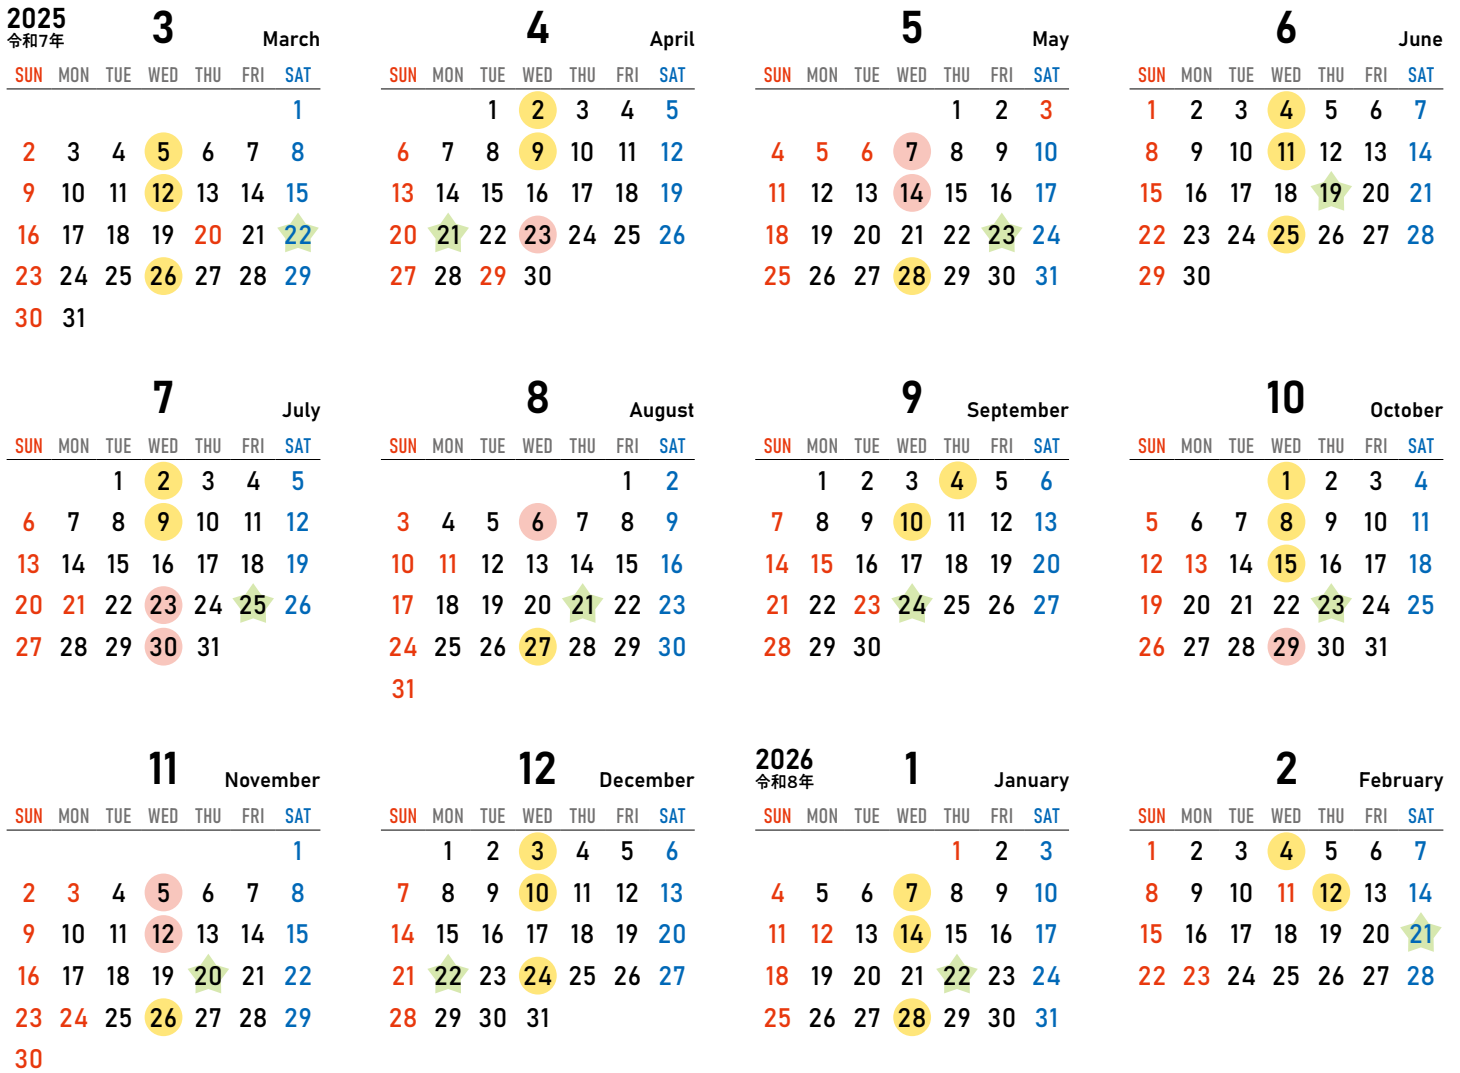 2025
令和7年
3 March
SUN MON TUE WED THU FRI SAT
1
2 3 4 5 6 7 8
9 10 11 12 13 14 15
16 17 18 19 20 21 22
23 24 25 26 27 28 29
30 31
4 April
SUN MON TUE WED THU FRI SAT
1 2 3 4 5
6 7 8 9 10 11 12
13 14 15 16 17 18 19
20 21 22 23 24 25 26
27 28 29 30
5 May
SUN MON TUE WED THU FRI SAT
1 2 3
4 5 6 7 8 9 10
11 12 13 14 15 16 17
18 19 20 21 22 23 24
25 26 27 28 29 30 31
6 June
SUN MON TUE WED THU FRI SAT
1 2 3 4 5 6 7
8 9 10 11 12 13 14
15 16 17 18 19 20 21
22 23 24 25 26 27 28
29 30
7 July
SUN MON TUE WED THU FRI SAT
1 2 3 4 5
6 7 8 9 10 11 12
13 14 15 16 17 18 19
20 21 22 23 24 25 26
27 28 29 30 31
8 August
SUN MON TUE WED THU FRI SAT
1 2
3 4 5 6 7 8 9
10 11 12 13 14 15 16
17 18 19 20 21 22 23
24 25 26 27 28 29 30
31
9 September
SUN MON TUE WED THU FRI SAT
1 2 3 4 5 6
7 8 9 10 11 12 13
14 15 16 17 18 19 20
21 22 23 24 25 26 27
28 29 30
10 October
SUN MON TUE WED THU FRI SAT
1 2 3 4
5 6 7 8 9 10 11
12 13 14 15 16 17 18
19 20 21 22 23 24 25
26 27 28 29 30 31
11 November
SUN MON TUE WED THU FRI SAT
1
2 3 4 5 6 7 8
9 10 11 12 13 14 15
16 17 18 19 20 21 22
23 24 25 26 27 28 29
30
12 December
SUN MON TUE WED THU FRI SAT
1 2 3 4 5 6
7 8 9 10 11 12 13
14 15 16 17 18 19 20
21 22 23 24 25 26 27
28 29 30 31
2026
令和8年
1 January
SUN MON TUE WED THU FRI SAT
1 2 3
4 5 6 7 8 9 10
11 12 13 14 15 16 17
18 19 20 21 22 23 24
25 26 27 28 29 30 31
2 February
SUN MON TUE WED THU FRI SAT
1 2 3 4 5 6 7
8 9 10 11 12 13 14
15 16 17 18 19 20 21
22 23 24 25 26 27 28